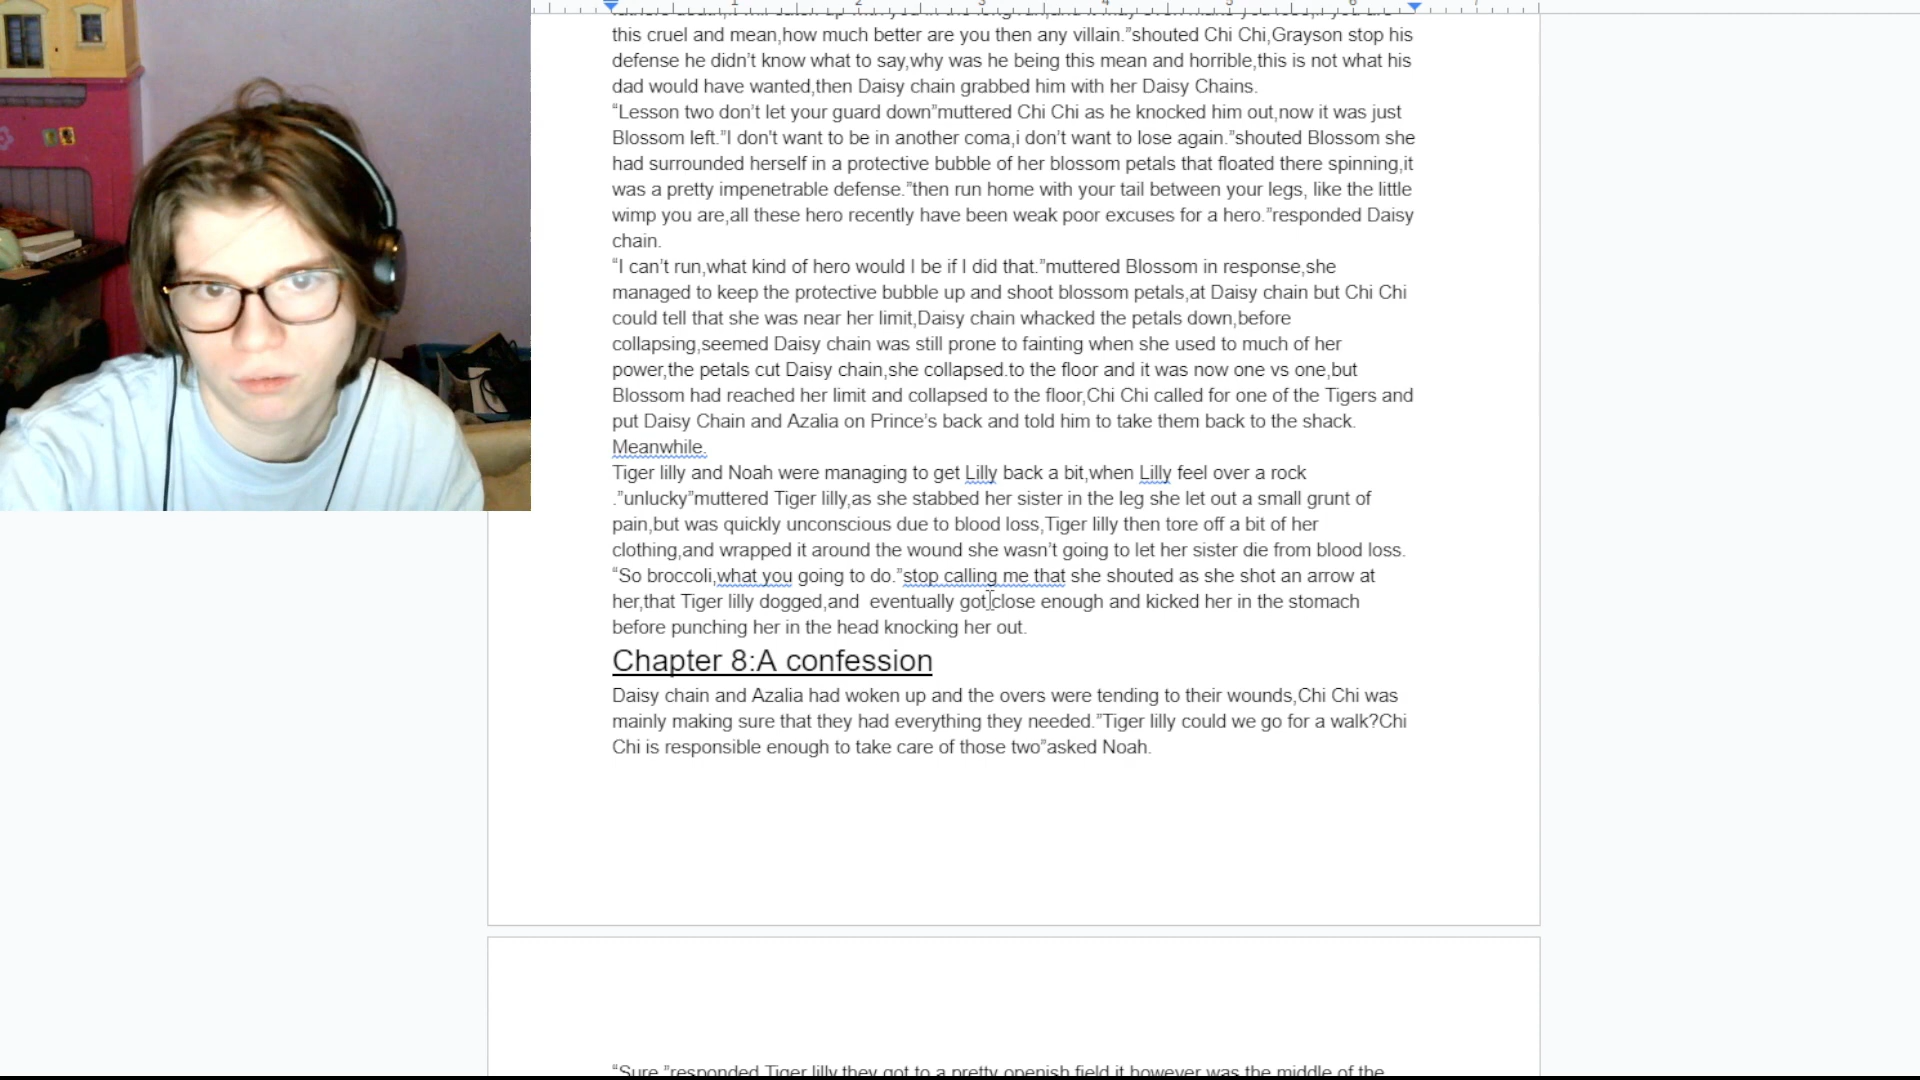 this cruel and mean,how much better are you then any villain.”shouted Chi Chi,Grayson stop his
defense he didn’t know what to say,why was he being this mean and horrible,this is not what his
dad would have wanted,then Daisy chain grabbed him with her Daisy Chains.
“Lesson two don’t let your guard down”muttered Chi Chi as he knocked him out,now it was just
Blossom left.”I don't want to be in another coma,i don’t want to lose again.”shouted Blossom she
had surrounded herself in a protective bubble of her blossom petals that floated there spinning,it
was a pretty impenetrable defense.”then run home with your tail between your legs, like the little
wimp you are,all these hero recently have been weak poor excuses for a hero.”responded Daisy
chain.
“I can’t run,what kind of hero would I be if I did that.”muttered Blossom in response,she
managed to keep the protective bubble up and shoot blossom petals,at Daisy chain but Chi Chi
could tell that she was near her limit,Daisy chain whacked the petals down,before
collapsing,seemed Daisy chain was still prone to fainting when she used to much of her
power,the petals cut Daisy chain,she collapsed.to the floor and it was now one vs one,but
Blossom had reached her limit and collapsed to the floor,Chi Chi called for one of the Tigers and
put Daisy Chain and Azalia on Prince’s back and told him to take them back to the shack.
Meanwhile.
Tiger lilly and Noah were managing to get Lilly back a bit,when Lilly feel over a rock
.”unlucky”muttered Tiger lilly,as she stabbed her sister in the leg she let out a small grunt of
pain,but was quickly unconscious due to blood loss,Tiger lilly then tore off a bit of her
clothing,and wrapped it around the wound she wasn’t going to let her sister die from blood loss.
“So broccoli,what you going to do.”stop calling me that she shouted as she shot an arrow at
her,that Tiger lilly dogged,and  eventually got close enough and kicked her in the stomach
before punching her in the head knocking her out.
Chapter 8:A confession
Daisy chain and Azalia had woken up and the overs were tending to their wounds,Chi Chi was
mainly making sure that they had everything they needed.”Tiger lilly could we go for a walk?Chi
Chi is responsible enough to take care of those two”asked Noah.
“Sure.”responded Tiger lilly they got to a pretty openish field it however was the middle of the